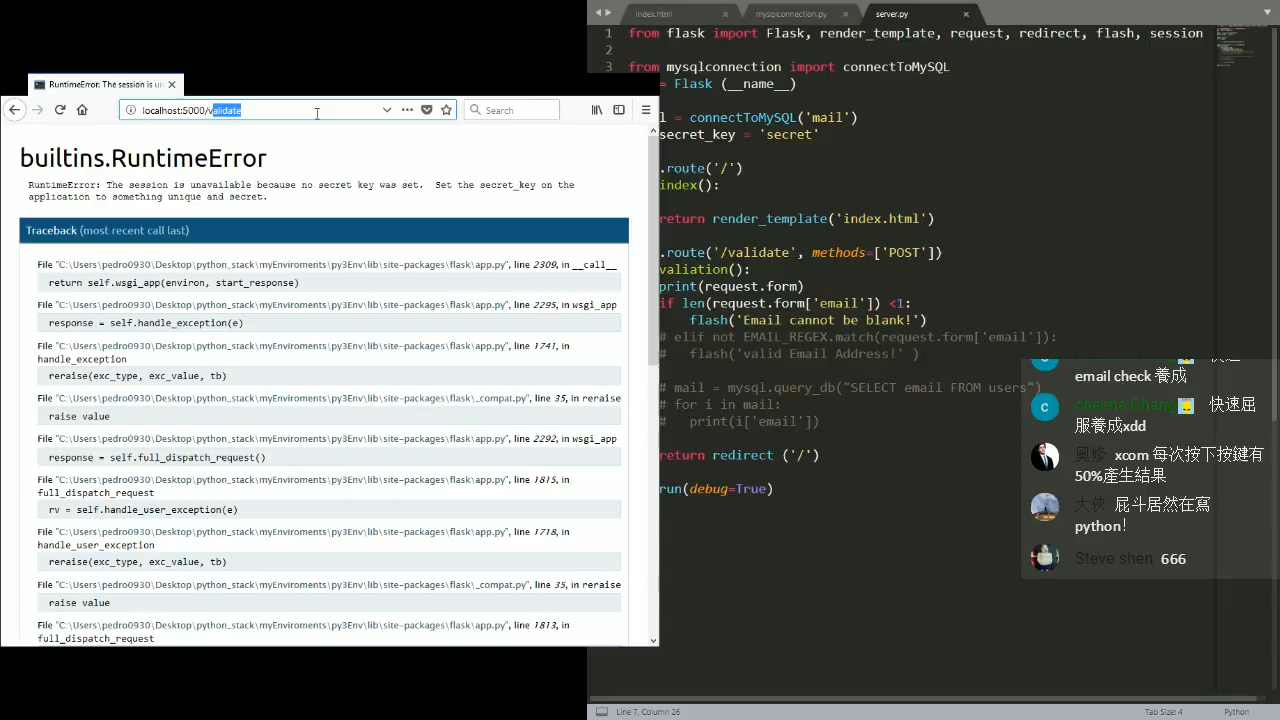 RuntimeError: The session is un
localhost:5000/validate
Search
builtins.RuntimeError
RuntimeError: The session is unavailable because no secret key was set.  Set the secret_key on the
application to something unique and secret.
Traceback (most recent call last)
File "C:\Users\pedro0930\Desktop\python_stack\myEnviroments\py3Env\lib\site-packages\flask\app.py", line 2309, in __call__
return self.wsgi_app(environ, start_response)
File "C:\Users\pedro0930\Desktop\python_stack\myEnviroments\py3Env\lib\site-packages\flask\app.py", line 2295, in wsgi_app
response = self.handle_exception(e)
File "C:\Users\pedro0930\Desktop\python_stack\myEnviroments\py3Env\lib\site-packages\flask\app.py", line 1741, in
handle_exception
reraise(exc_type, exc_value, tb)
File "C:\Users\pedro0930\Desktop\python_stack\myEnviroments\py3Env\lib\site-packages\flask\_compat.py", line 35, in reraise
raise value
File "C:\Users\pedro0930\Desktop\python_stack\myEnviroments\py3Env\lib\site-packages\flask\app.py", line 2292, in wsgi_app
response = self.full_dispatch_request()
File "C:\Users\pedro0930\Desktop\python_stack\myEnviroments\py3Env\lib\site-packages\flask\app.py", line 1815, in
full_dispatch_request
rv = self.handle_user_exception(e)
File "C:\Users\pedro0930\Desktop\python_stack\myEnviroments\py3Env\lib\site-packages\flask\app.py", line 1718, in
handle_user_exception
reraise(exc_type, exc_value, tb)
File "C:\Users\pedro0930\Desktop\python_stack\myEnviroments\py3Env\lib\site-packages\flask\_compat.py", line 35, in reraise
raise value
File "C:\Users\pedro0930\Desktop\python_stack\myEnviroments\py3Env\lib\site-packages\flask\app.py", line 1813, in
full_dispatch_request
index.html
mysqlconnection.py
server.py
1 from flask import Flask, render_template, request, redirect, flash, session
2
3 from mysqlconnection import connectToMySQL
= Flask (__name__)
l = connectToMySQL('mail')
secret_key = 'secret'
.route('/')
index():
return render_template('index.html')
.route('/validate', methods=['POST'])
valiation():
print(request.form)
if len(request.form['email']) <1:
flash('Email cannot be blank!')
# elif not EMAIL_REGEX.match(request.form['email']):
#   flash('valid Email Address!' )
# mail = mysql.query_db("SELECT email FROM users")
# for i in mail:
#   print(i['email'])
return redirect ('/')
run(debug=True)
email check 養成
C
cheche Chang 快速屈
服養成xdd
奧修 xcom 每次按下按鍵有
50%產生結果
大俠 屁斗居然在寫
python!
Steve shen 666
Line 7, Column 26
Tab Size: 4
Python